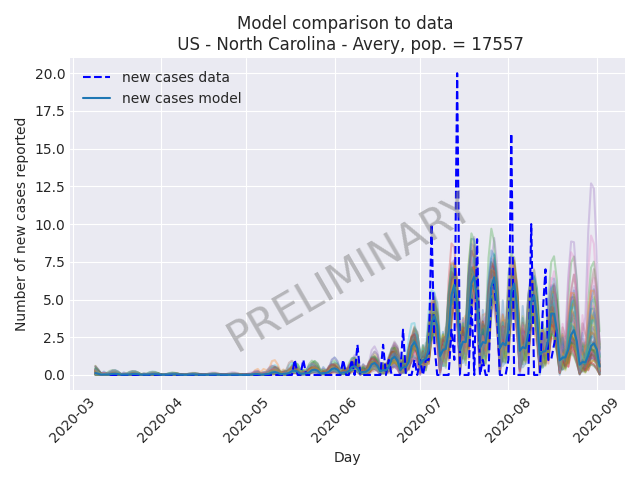 Model comparison to data
US - North Carolina - Avery, pop. = 17557
new cases data
new cases model
PRELIMINARY
Number of new cases reported
20.0
17.5
15.0
12.5
10.0
7.5
5.0
2.5
0.0
2020-03
2020-04
2020-05
2020-06
2020-07
2020-08
2020-09
Day